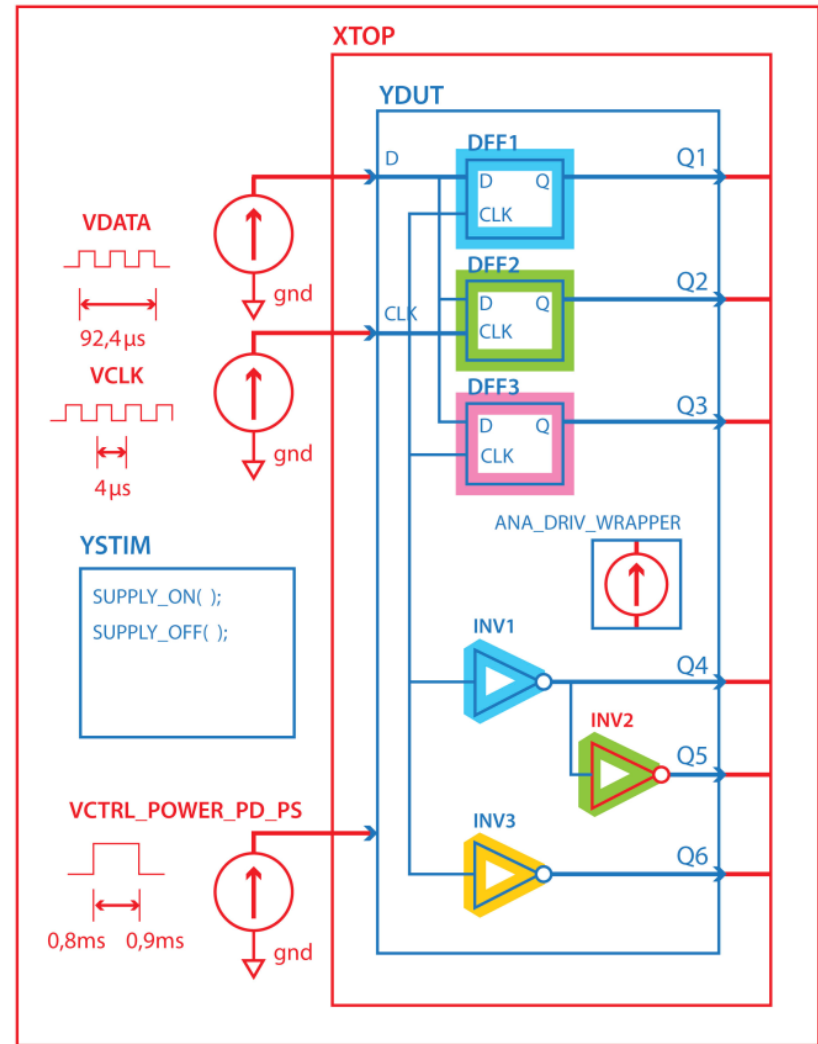 XTOP
YDUT
D
DFF1
D Q
CLK
Q1
VDATA
gnd
92,4µs
DFF2
D Q
CLK
Q2
CLK
VCLK
gnd
4µs
DFF3
D Q
CLK
Q3
ANA_DRIV_WRAPPER
YSTIM
SUPPLY_ON( );
SUPPLY_OFF( );
INV1
Q4
INV2
Q5
VCTRL_POWER_PD_PS
INV3
Q6
0,8ms 0,9ms
gnd